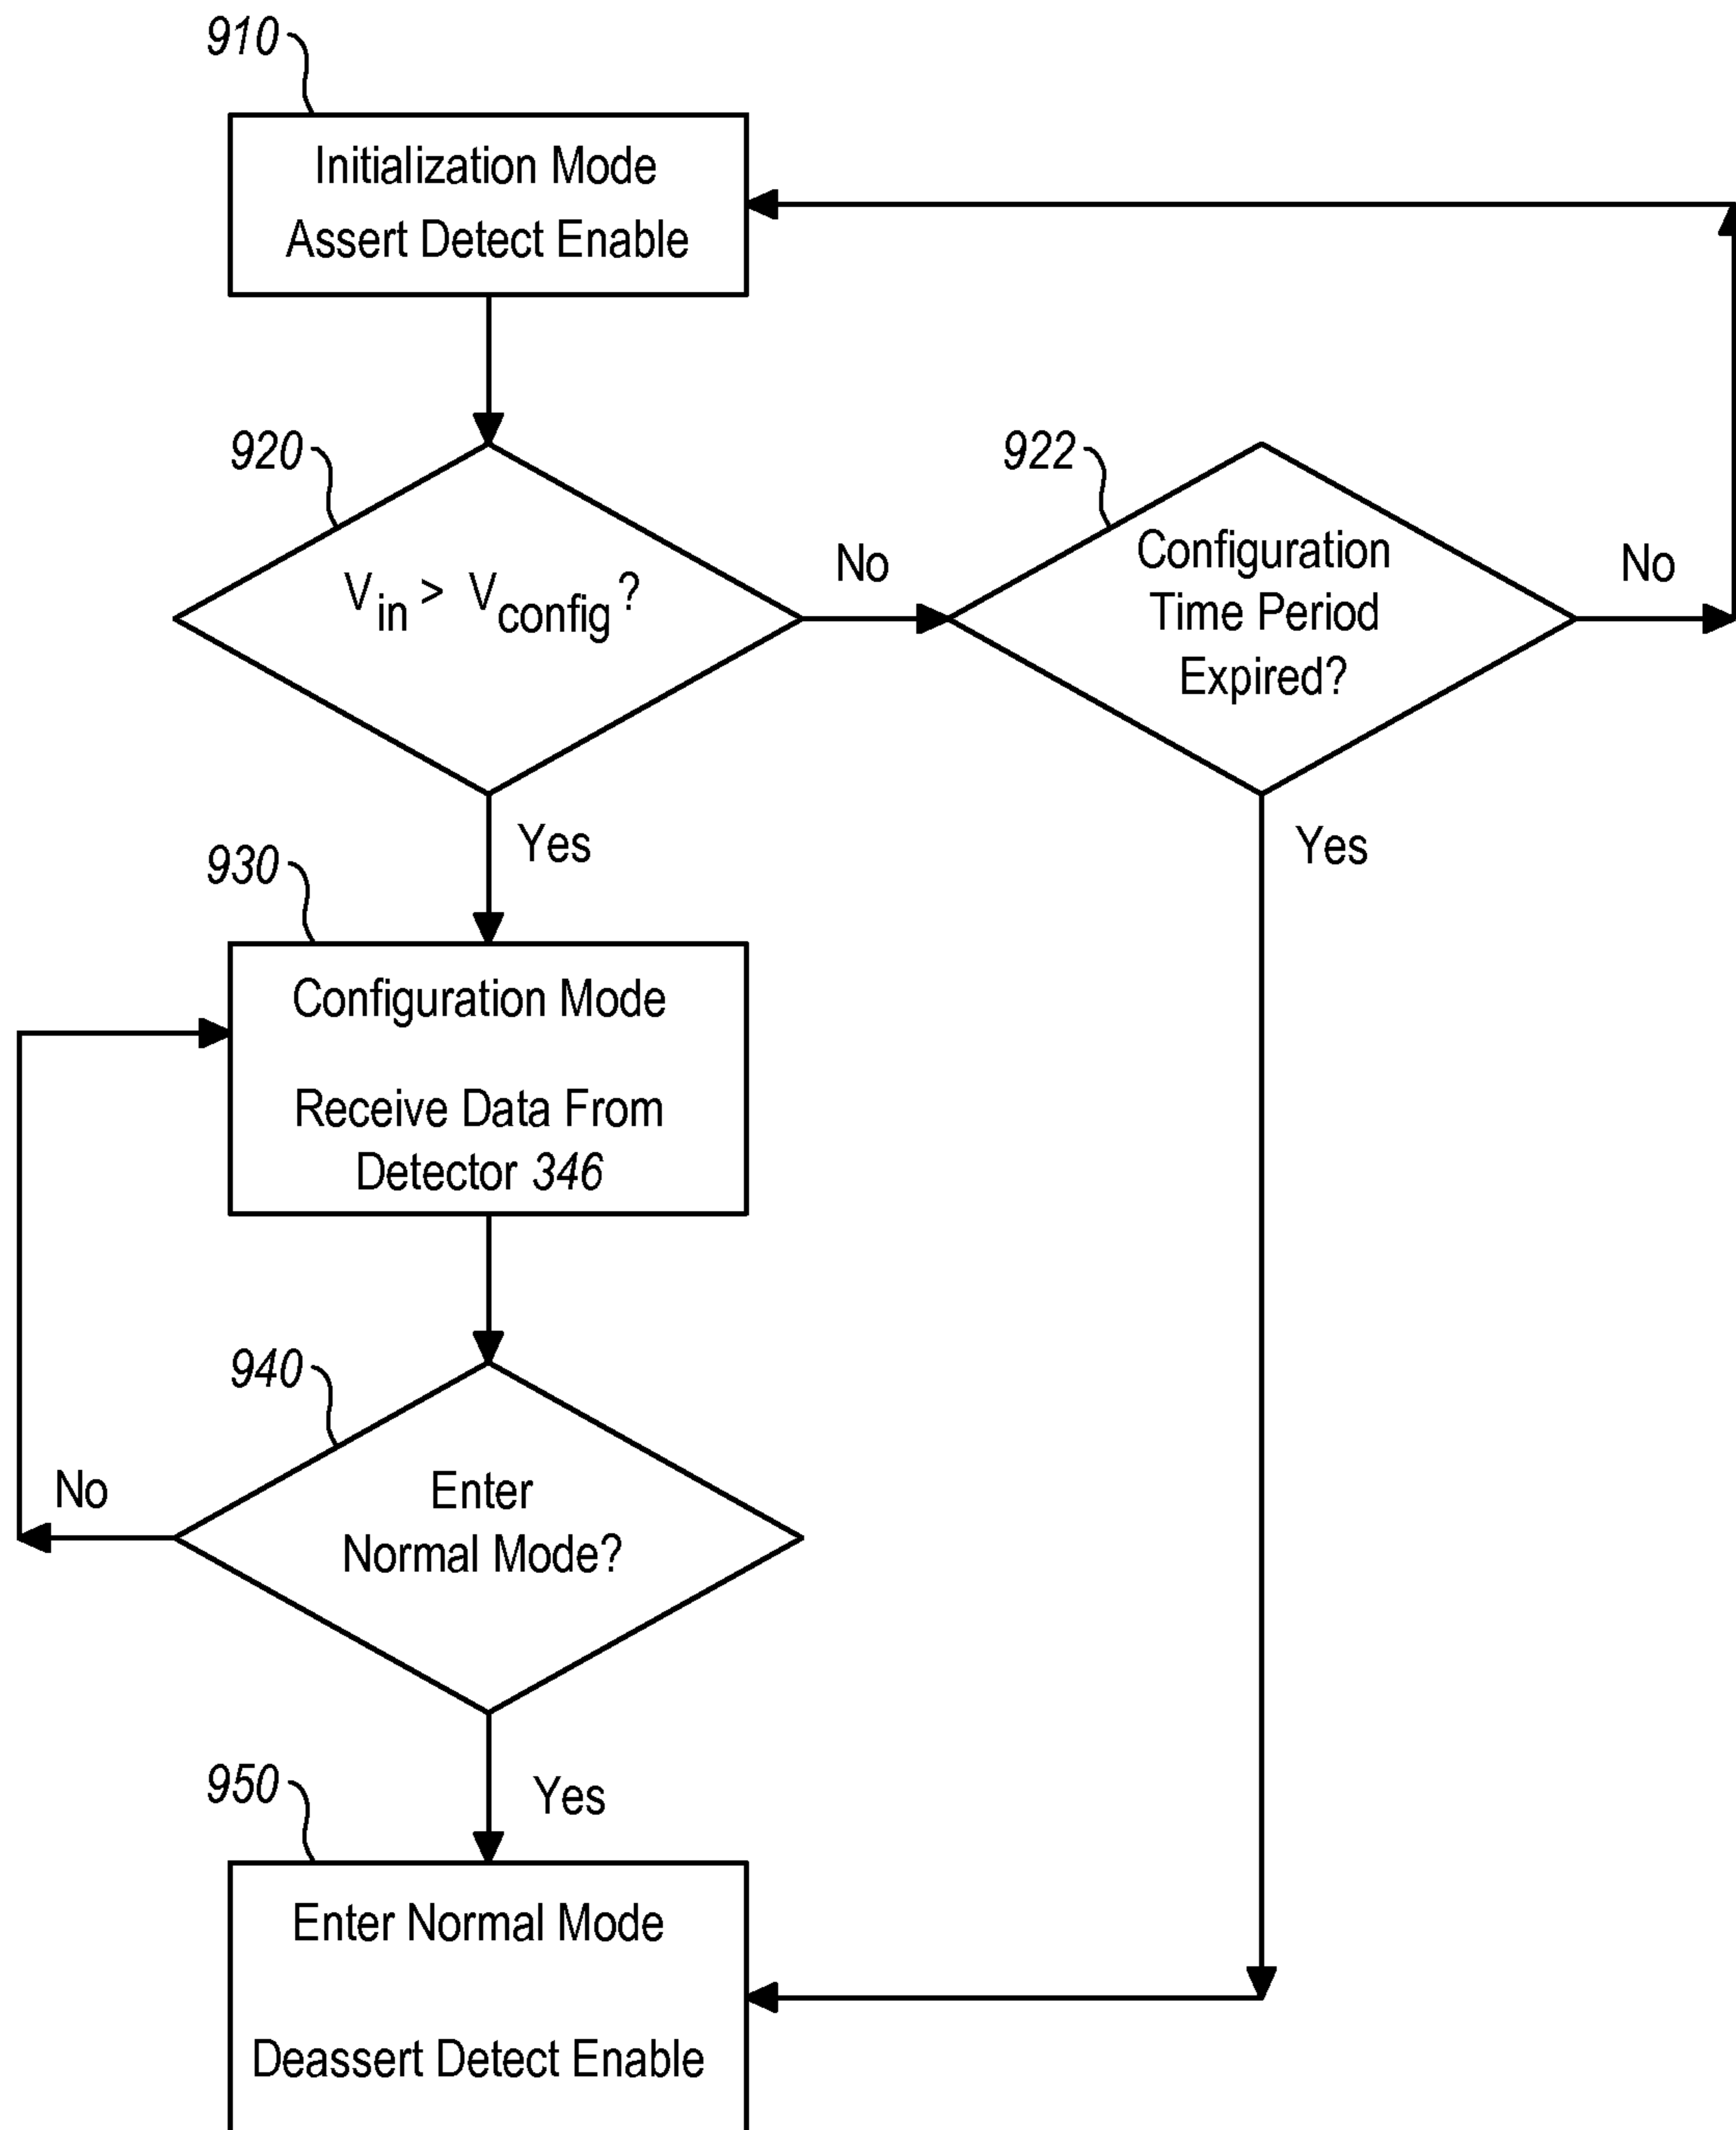 910
Initialization Mode
Assert Detect Enable
920
Vin > Vconfig ?
No
922
Configuration
Time Period
Expired?
No
Yes
Yes
930
Configuration Mode
Receive Data From
Detector 346
940
Enter
Normal Mode?
No
Yes
950
Enter Normal Mode
Deassert Detect Enable